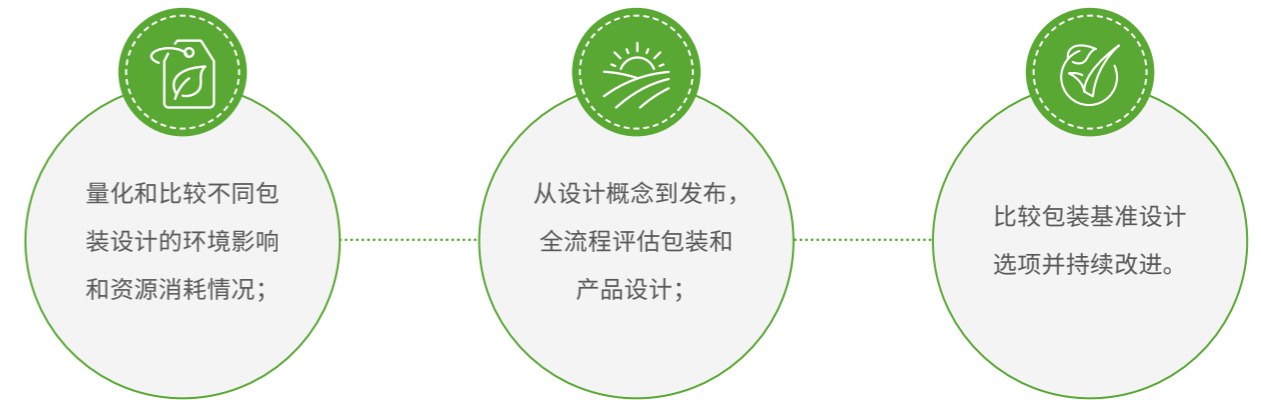 量化和比较不同包
装设计的环境影响
和资源消耗情况；
从设计概念到发布，
全流程评估包装和
产品设计；
比较包装基准设计
选项并持续改进。